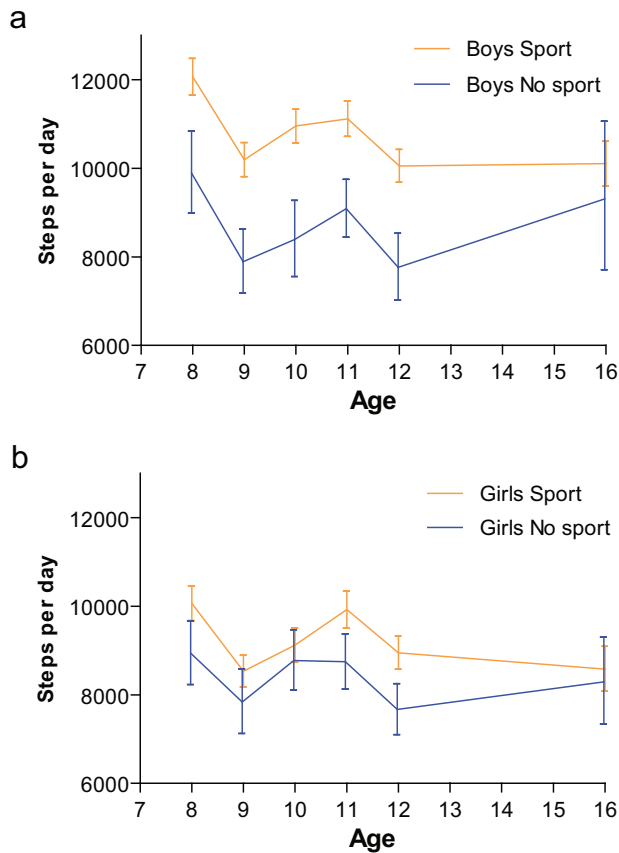 a
Boys Sport
Boys No sport
Steps per day
12000
10000
8000
6000
7 8 9 10 11 12 13 14 15 16
Age
b
Girls Sport
Girls No sport
Steps per day
12000
10000
8000
6000
7 8 9 10 11 12 13 14 15 16
Age